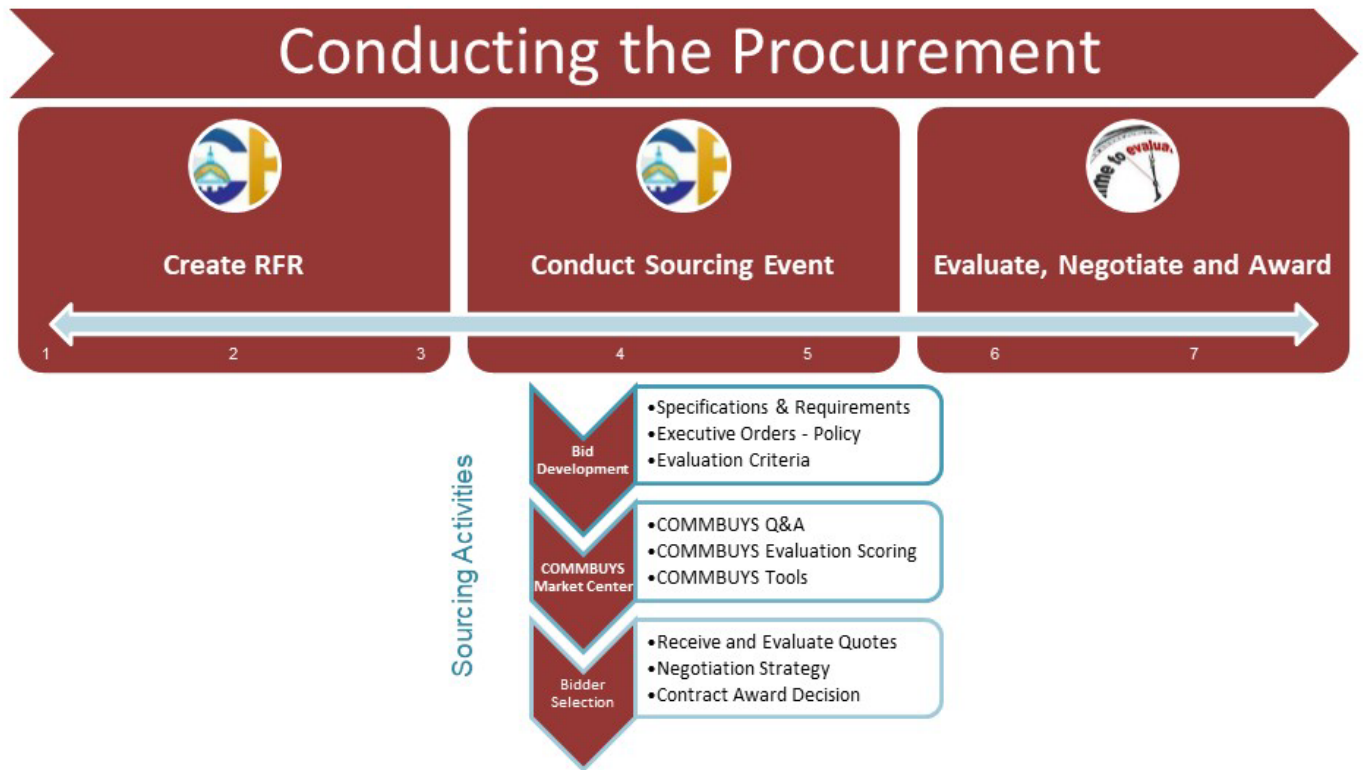 Conducting the Procurement
Create RFR
Conduct Sourcing Event
Evaluate, Negotiate and Award
1 2 3 4 5 6 7
Sourcing Activities
Bid
Development
•Specifications & Requirements
•Executive Orders - Policy
•Evaluation Criteria
COMMBUYS
Market Center
•COMMBUYS Q&A
•COMMBUYS Evaluation Scoring
•COMMBUYS Tools
Bidder
Selection
•Receive and Evaluate Quotes
•Negotiation Strategy
•Contract Award Decision